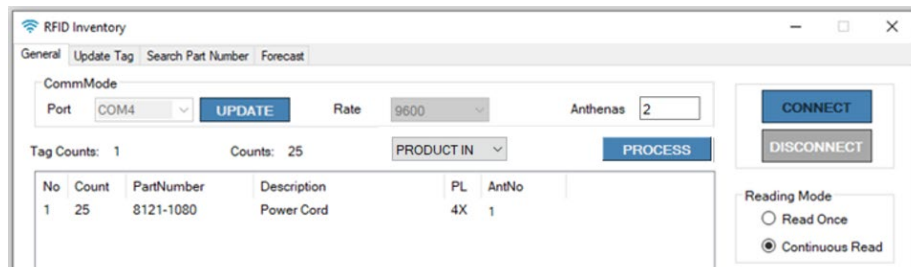 RFID Inventory
General Update Tag Search Part Number Forecast
CommMode
Port COM4 UPDATE Rate 9600 Anthenas 2
CONNECT
Tag Counts: 1 Counts: 25 PRODUCT IN PROCESS
DISCONNECT
No Count PartNumber Description PL AntNo
1 25 8121-1080 Power Cord 4X 1
Reading Mode
Read Once
Continuous Read